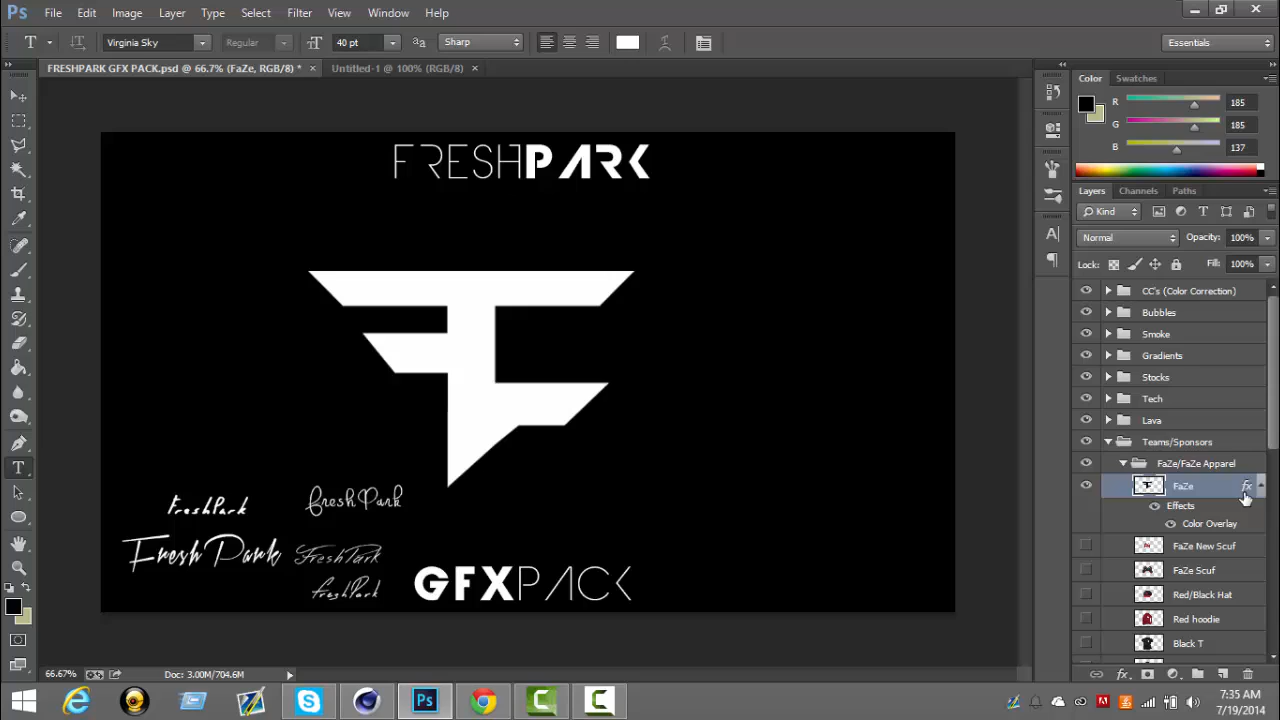 Ps File Edit Image Layer Type Select Filter View Window Help
T Virginia Sky Regular 40 pt Sharp Essentials
FRESHPARK GFX PACK.psd @ 66.7% (FaZe, RGB/8) * × Untitled-1 @ 100% (RGB/8) ×
Color Swatches
R 185
G 185
B 137
Layers Channels Paths
Kind
Normal Opacity: 100%
Lock: Fill: 100%
CC's (Color Correction)
Bubbles
Smoke
Gradients
Stocks
Tech
Lava
Teams/Sponsors
FaZe/FaZe Apparel
FaZe fx
Effects
Color Overlay
FaZe New Scuf
FaZe Scuf
Red/Black Hat
Red hoodie
Black T
FRESHPARK
FreshPark FreshPark
Fresh Park FreshPark
FreshPark
GFXPACK
66.67% Doc: 3.00M/704.6M
fx
Ps
7:35 AM
7/19/2014